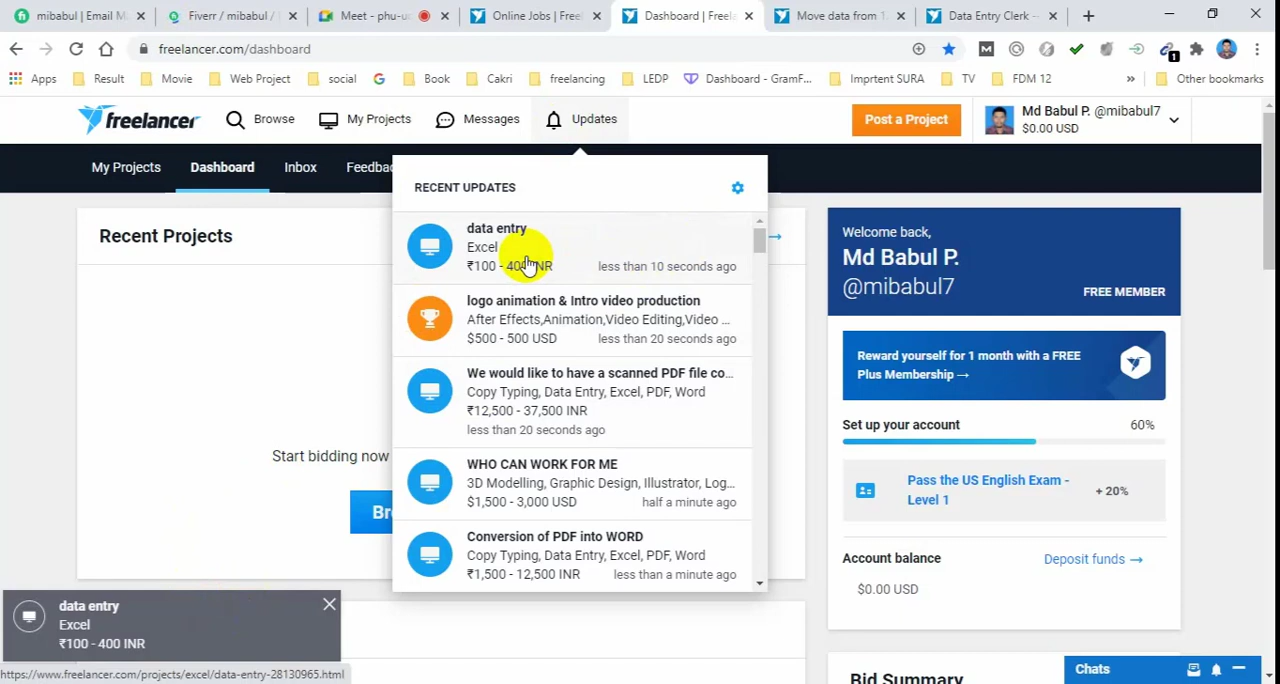 mibabul | Email M
Fiverr / mibabul /
Meet - phu-u
Online Jobs | Free
Dashboard | Freel
Move data from 1
Data Entry Clerk -
freelancer.com/dashboard
1
Apps
Result
Movie
Web Project
social
Book
Cakri
freelancing
LEDP
Dashboard - GramF...
Imprtent SURA
TV
FDM 12
»
Other bookmarks
freelancer
Browse
My Projects
Messages
Updates
Post a Project
Md Babul P. @mibabul7
$0.00 USD
My Projects
Dashboard
Inbox
Feedba
RECENT UPDATES
Recent Projects
data entry
Excel
₹100 - 400 INR
less than 10 seconds ago
logo animation & Intro video production
After Effects,Animation,Video Editing,Video ...
$500 - 500 USD
less than 20 seconds ago
We would like to have a scanned PDF file co...
Copy Typing, Data Entry, Excel, PDF, Word
₹12,500 - 37,500 INR
less than 20 seconds ago
WHO CAN WORK FOR ME
3D Modelling, Graphic Design, Illustrator, Log...
$1,500 - 3,000 USD
half a minute ago
Conversion of PDF into WORD
Copy Typing, Data Entry, Excel, PDF, Word
₹1,500 - 12,500 INR
less than a minute ago
Start bidding now
Br
Welcome back,
Md Babul P.
@mibabul7
FREE MEMBER
Reward yourself for 1 month with a FREE
Plus Membership →
Set up your account
60%
Pass the US English Exam -
Level 1
+ 20%
Account balance
Deposit funds →
$0.00 USD
data entry
Excel
₹100 - 400 INR
https://www.freelancer.com/projects/excel/data-entry-28130965.html
Chats
Bid Summary